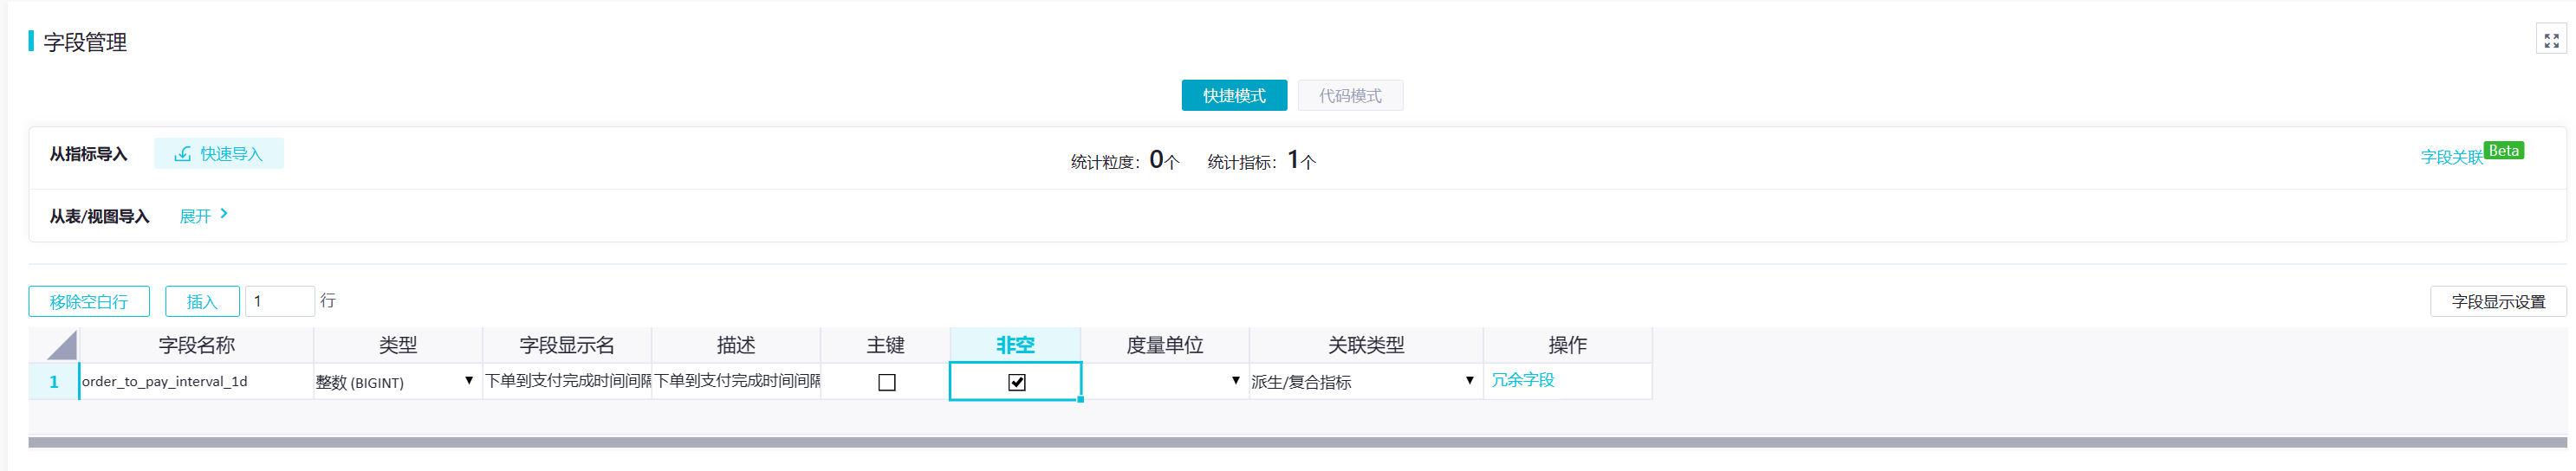 字段管理
快捷模式 代码模式
从指标导入 快速导入 统计粒度：0个 统计指标：1个 字段关联 Beta
从表/视图导入 展开
移除空白行 插入 1 行 字段显示设置
字段名称 类型 字段显示名 描述 主键 非空 度量单位 关联类型 操作
1 order_to_pay_interval_1d 整数 (BIGINT) 下单到支付完成时间间隔 下单到支付完成时间间隔 派生/复合指标 冗余字段